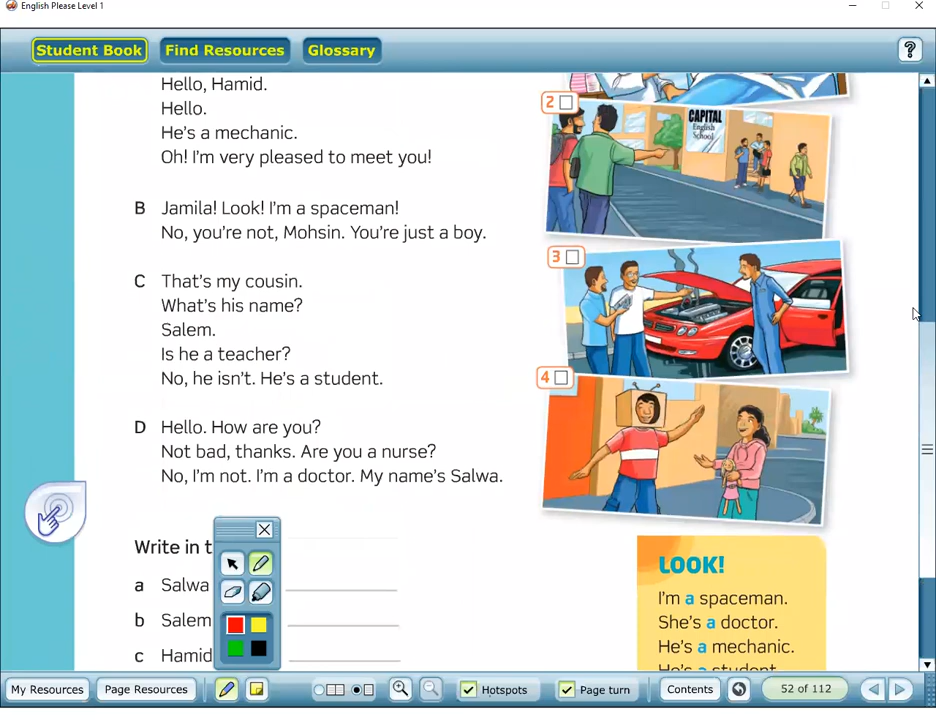 English Please Level 1
Student Book
Find Resources
Glossary
?
Hello, Hamid.
Hello.
He's a mechanic.
Oh! I'm very pleased to meet you!
B Jamila! Look! I'm a spaceman!
No, you're not, Mohsin. You're just a boy.
C That's my cousin.
What's his name?
Salem.
Is he a teacher?
No, he isn't. He's a student.
D Hello. How are you?
Not bad, thanks. Are you a nurse?
No, I'm not. I'm a doctor. My name's Salwa.
2
CAPITAL
English
School
3
4
Write in t
a Salwa
b Salem
c Hamid
LOOK!
I'm a spaceman.
She's a doctor.
He's a mechanic.
He's a student.
My Resources
Page Resources
Hotspots
Page turn
Contents
52 of 112